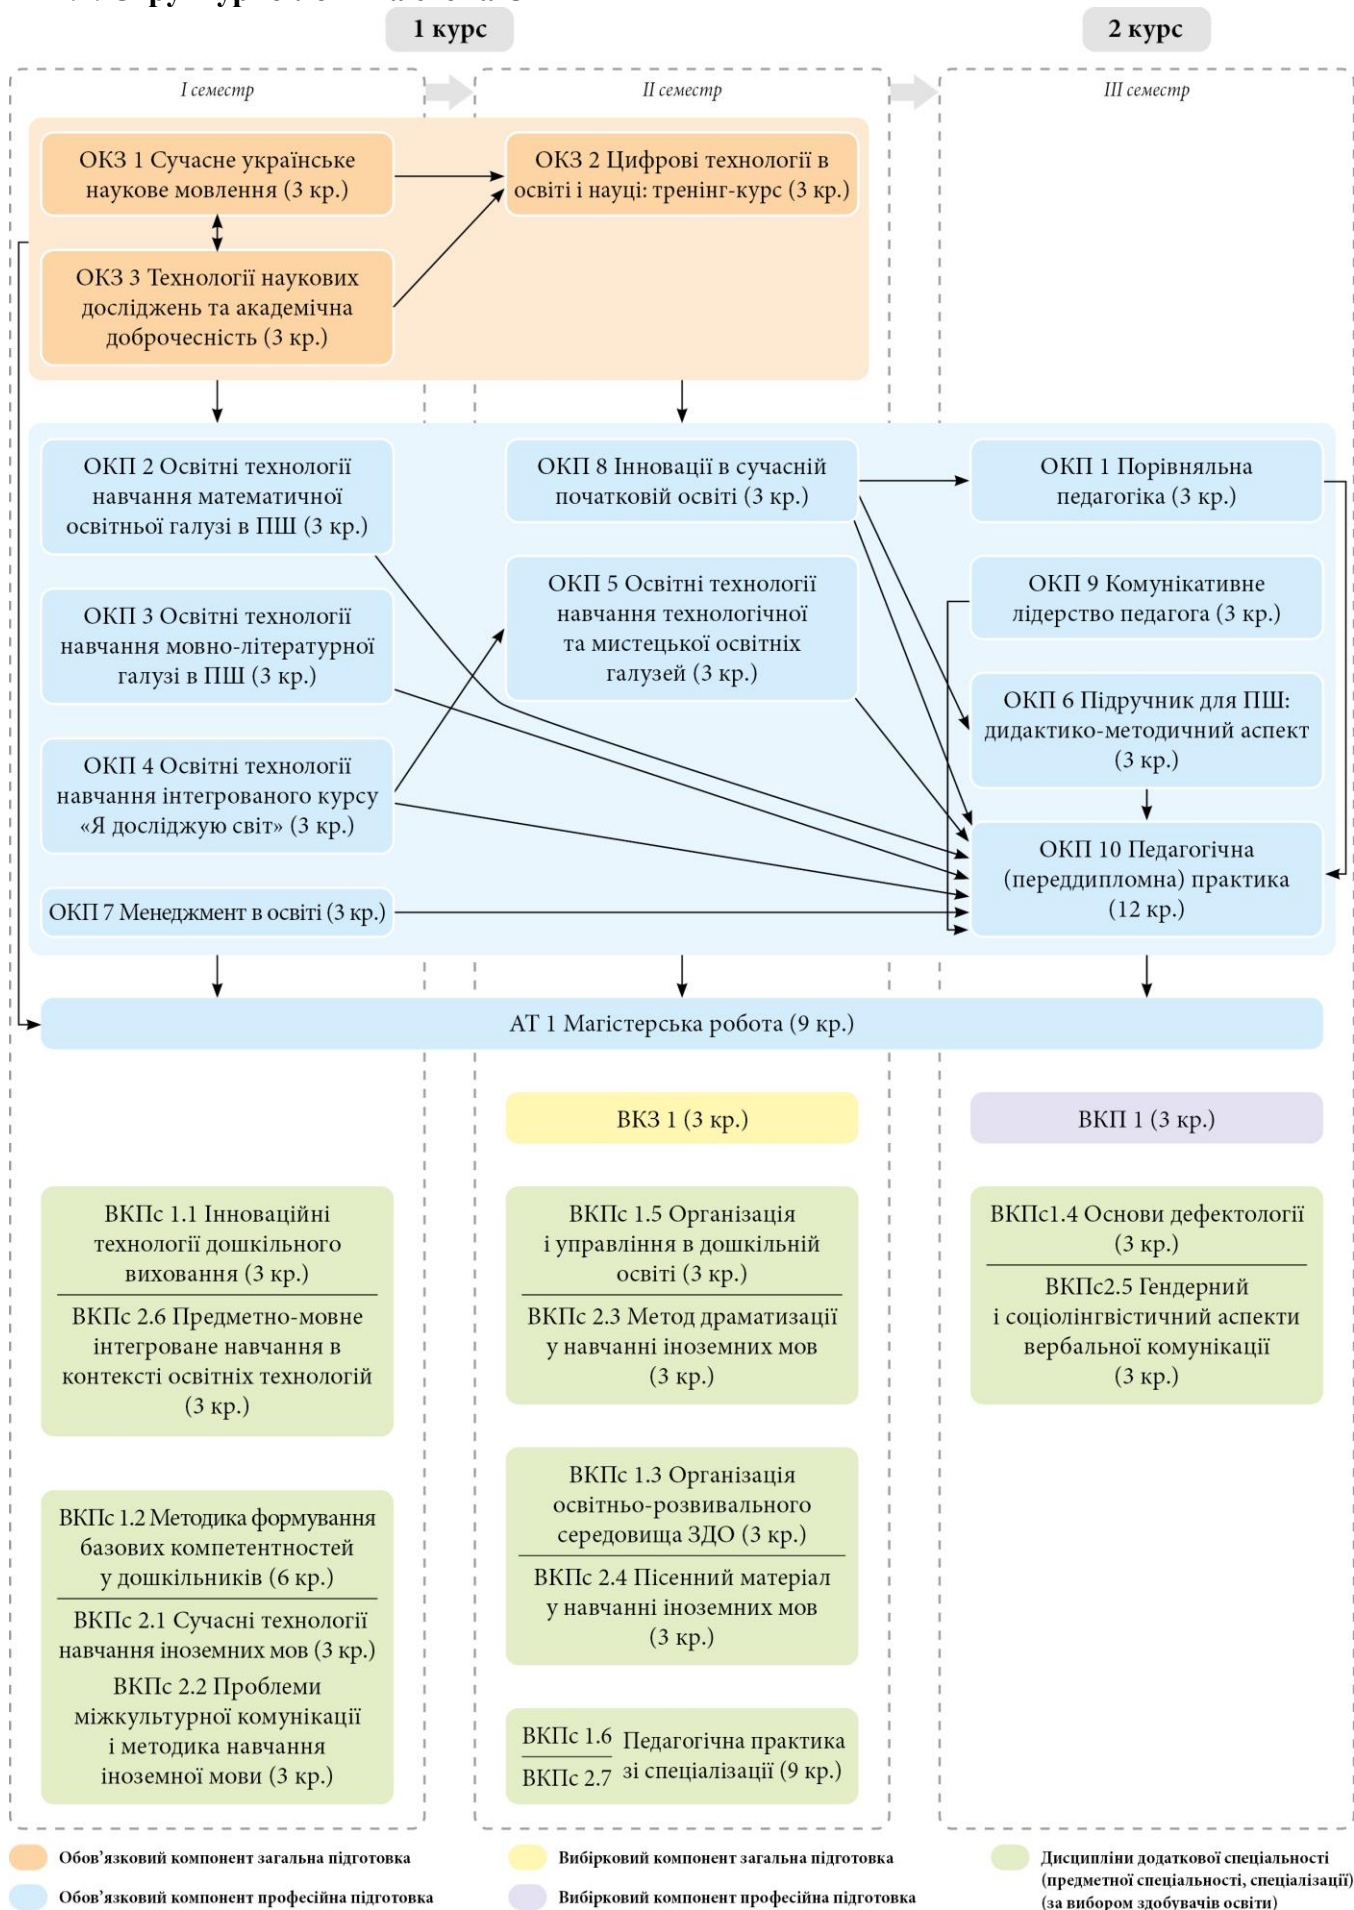 1 курс
2 курс
I семестр
II семестр
III семестр
ОКЗ 1 Сучасне українське
наукове мовлення (3 кр.)
ОКЗ 2 Цифрові технології в
освіті і науці: тренінг-курс (3 кр.)
ОКЗ 3 Технології наукових
досліджень та академічна
доброчесність (3 кр.)
ОКП 2 Освітні технології
навчання математичної
освітньої галузі в ПШ (3 кр.)
ОКП 8 Інновації в сучасній
початковій освіті (3 кр.)
ОКП 1 Порівняльна
педагогіка (3 кр.)
ОКП 3 Освітні технології
навчання мовно-літературної
галузі в ПШ (3 кр.)
ОКП 5 Освітні технології
навчання технологічної
та мистецької освітніх
галузей (3 кр.)
ОКП 9 Комунікативне
лідерство педагога (3 кр.)
ОКП 6 Підручник для ПШ:
дидактико-методичний аспект
(3 кр.)
ОКП 4 Освітні технології
навчання інтегрованого курсу
«Я досліджую світ» (3 кр.)
ОКП 10 Педагогічна
(переддипломна) практика
(12 кр.)
ОКП 7 Менеджмент в освіті (3 кр.)
АТ 1 Магістерська робота (9 кр.)
ВКЗ 1 (3 кр.)
ВКП 1 (3 кр.)
ВКПс 1.1 Інноваційні
технології дошкільного
виховання (3 кр.)
ВКПс 2.6 Предметно-мовне
інтегроване навчання в
контексті освітніх технологій
(3 кр.)
ВКПс 1.5 Організація
і управління в дошкільній
освіті (3 кр.)
ВКПс 2.3 Метод драматизації
у навчанні іноземних мов
(3 кр.)
ВКПс1.4 Основи дефектології
(3 кр.)
ВКПс2.5 Гендерний
і соціолінгвістичний аспекти
вербальної комунікації
(3 кр.)
ВКПс 1.2 Методика формування
базових компетентностей
у дошкільників (6 кр.)
ВКПс 2.1 Сучасні технології
навчання іноземних мов (3 кр.)
ВКПс 2.2 Проблеми
міжкультурної комунікації
і методика навчання
іноземної мови (3 кр.)
ВКПс 1.3 Організація
освітньо-розвивального
середовища ЗДО (3 кр.)
ВКПс 2.4 Пісенний матеріал
у навчанні іноземних мов
(3 кр.)
ВКПс 1.6
ВКПс 2.7
Педагогічна практика
зі спеціалізації (9 кр.)
Обов’язковий компонент загальна підготовка
Обов’язковий компонент професійна підготовка
Вибірковий компонент загальна підготовка
Вибірковий компонент професійна підготовка
Дисципліни додаткової спеціальності
(предметної спеціальності, спеціалізації)
(за вибором здобувачів освіти)